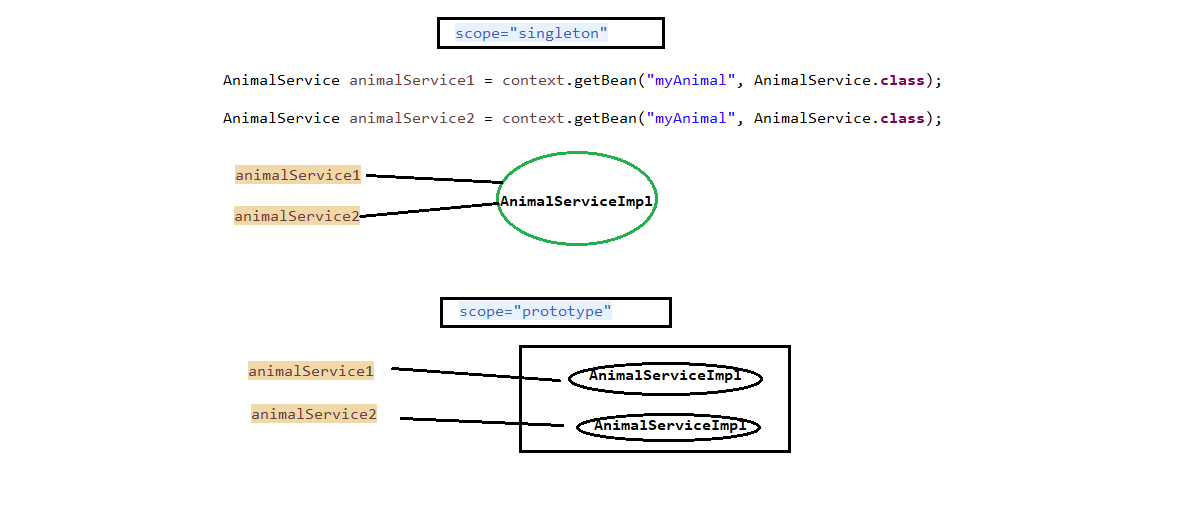 scope="singleton"
AnimalService animalService1 = context.getBean("myAnimal", AnimalService.class);
AnimalService animalService2 = context.getBean("myAnimal", AnimalService.class);
animalService1
animalService2
AnimalServiceImpl
scope="prototype"
animalService1
AnimalServiceImpl
animalService2
AnimalServiceImpl